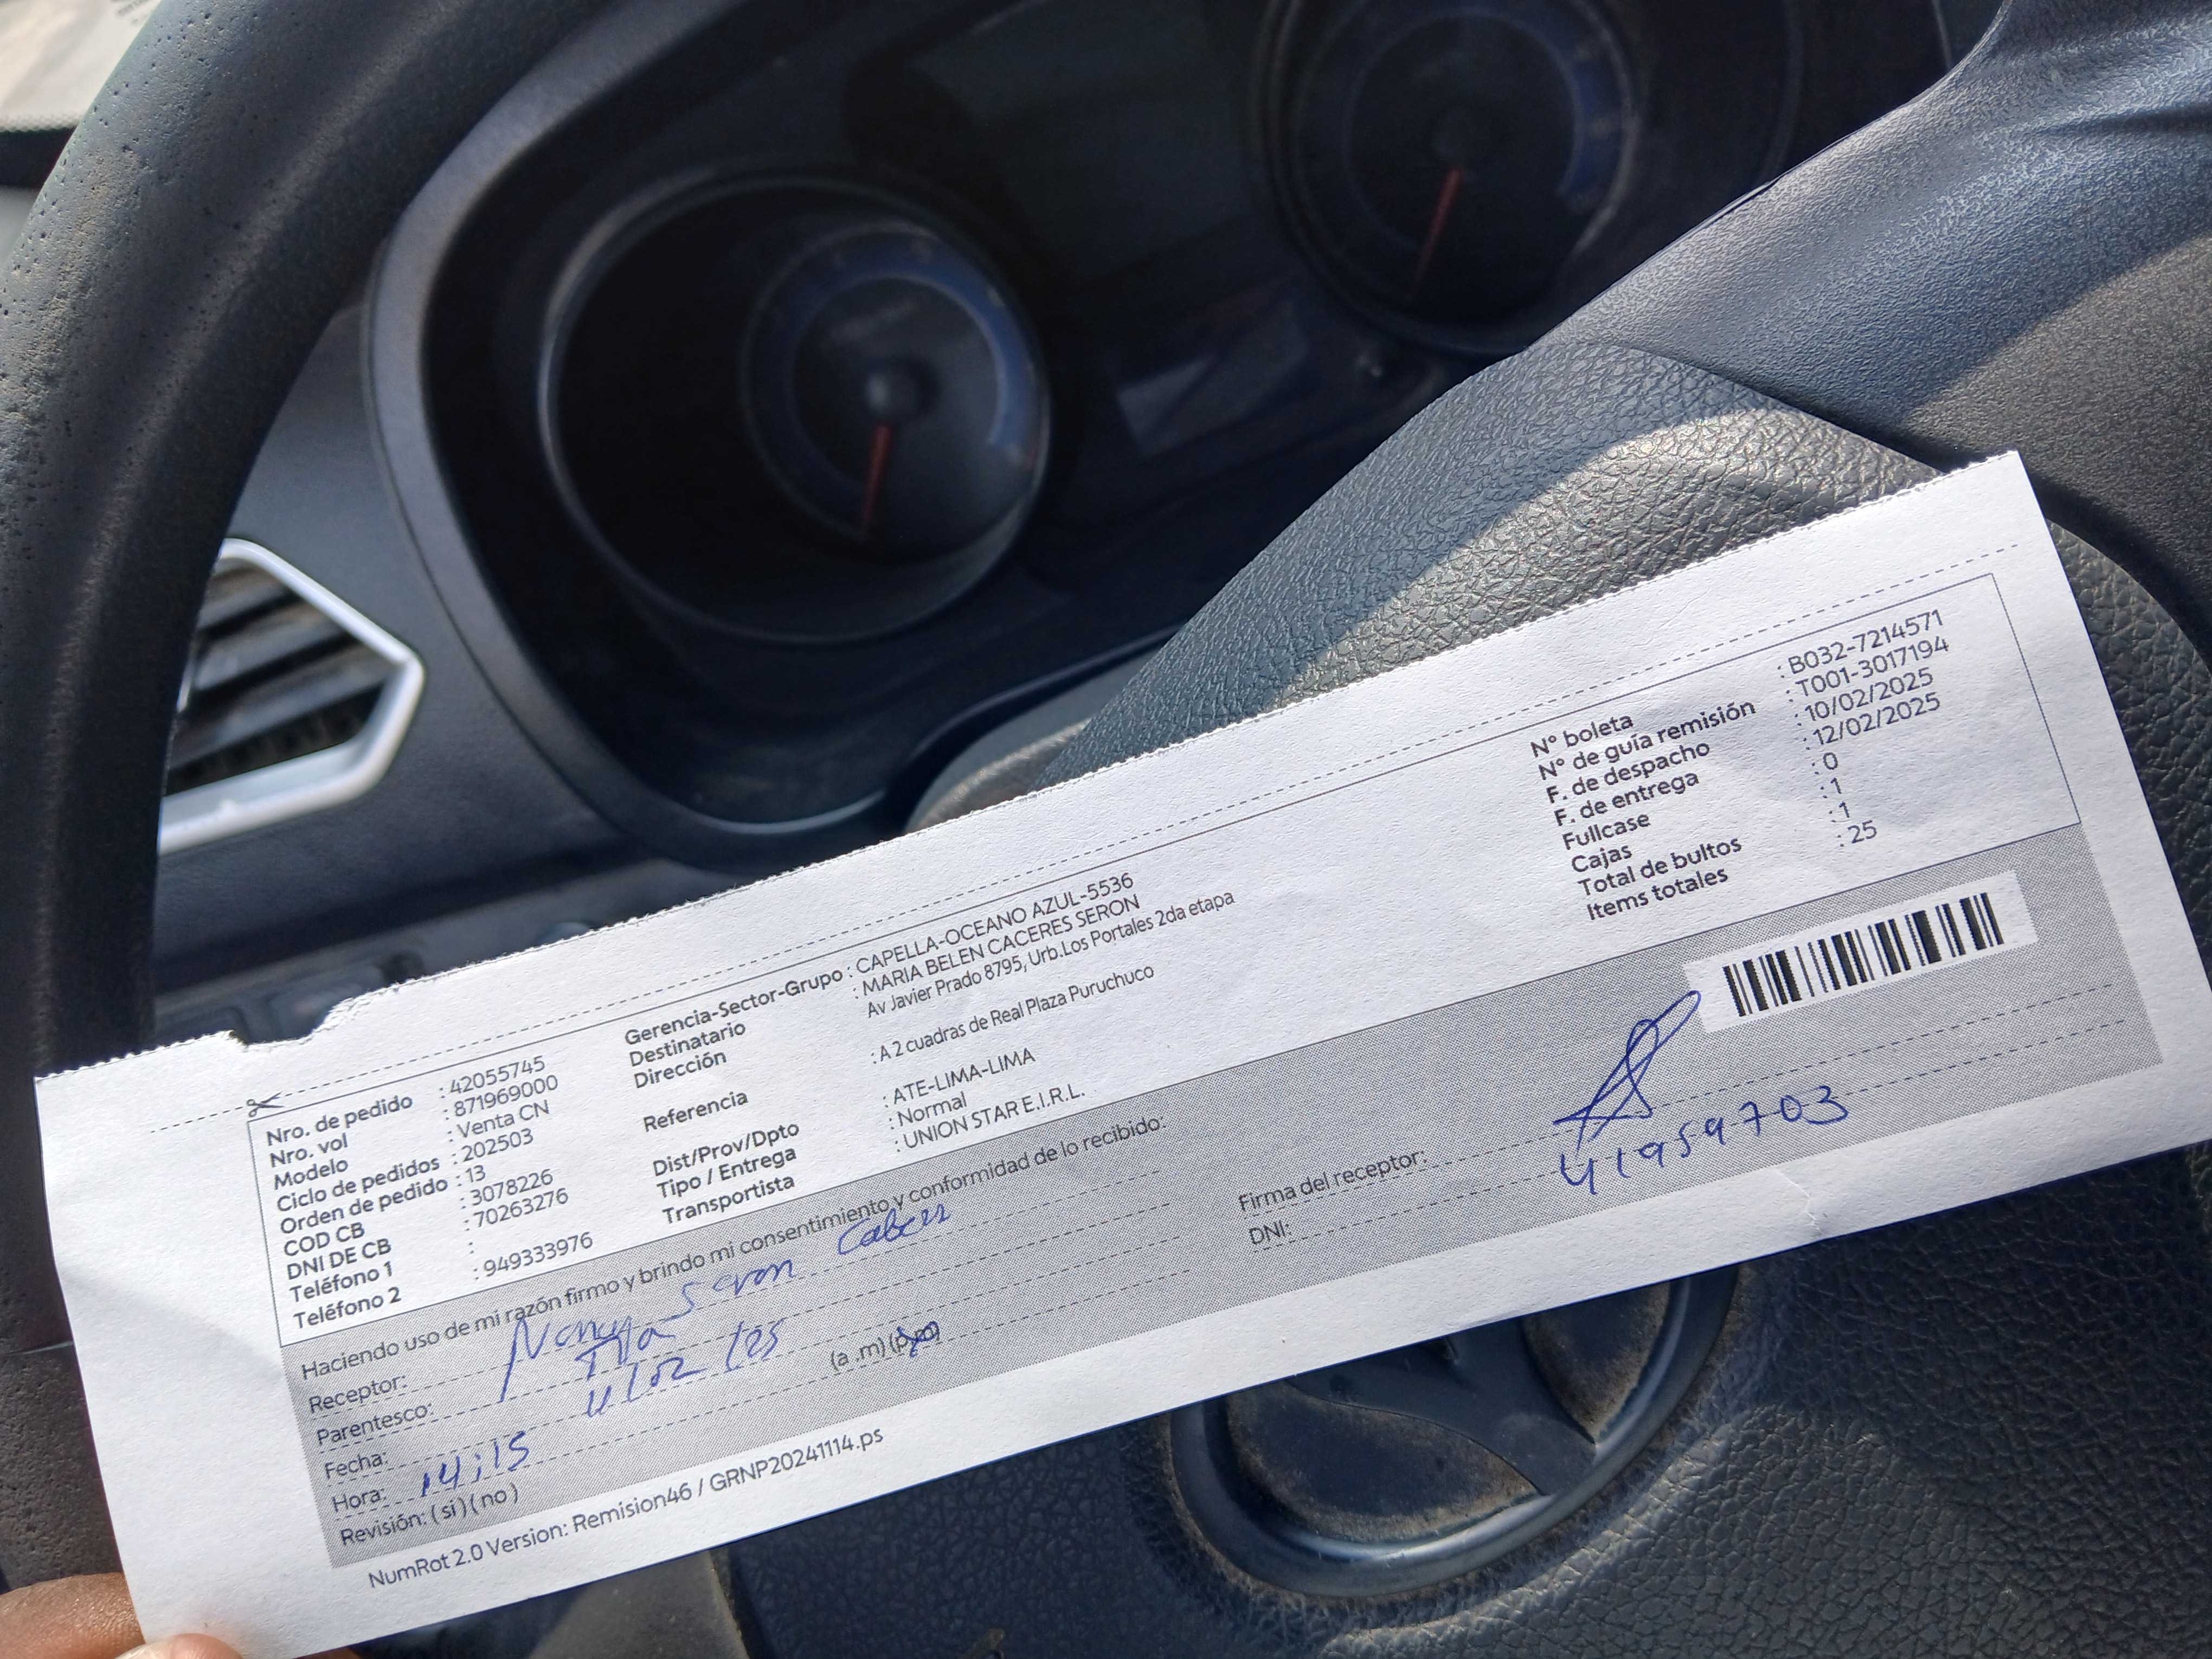 Nro. de pedido : 42055745
Nro. vol : 871969000
Modelo : Venta CN
Ciclo de pedidos : 202503
Orden de pedido : 13
COD CB : 3078226
DNI DE CB : 70263276
Teléfono 1 :
Teléfono 2 : 949333976
Gerencia-Sector-Grupo : CAPELLA-OCEANO AZUL-5536
Destinatario : MARIA BELEN CACERES SERON
Dirección Av Javier Prado 8795, Urb.Los Portales 2da etapa
Referencia : A 2 cuadras de Real Plaza Puruchuco
Dist/Prov/Dpto : ATE-LIMA-LIMA
Tipo / Entrega : Normal
Transportista : UNION STAR E.I.R.L.
N° boleta : B032-7214571
N° de guía remisión : T001-3017194
F. de despacho : 10/02/2025
F. de entrega : 12/02/2025
Fullcase : 0
Cajas : 1
Total de bultos : 1
Items totales : 25
Haciendo uso de mi razón firmo y brindo mi consentimiento y conformidad de lo recibido:
Receptor: Seron
Parentesco:
Fecha: 11/02/25
Hora: 14:15 (a .m) (p.m)
Revisión: ( si ) ( no )
Firma del receptor:
DNI: 41959703
NumRot 2.0 Version: Remision46 / GRNP20241114.ps